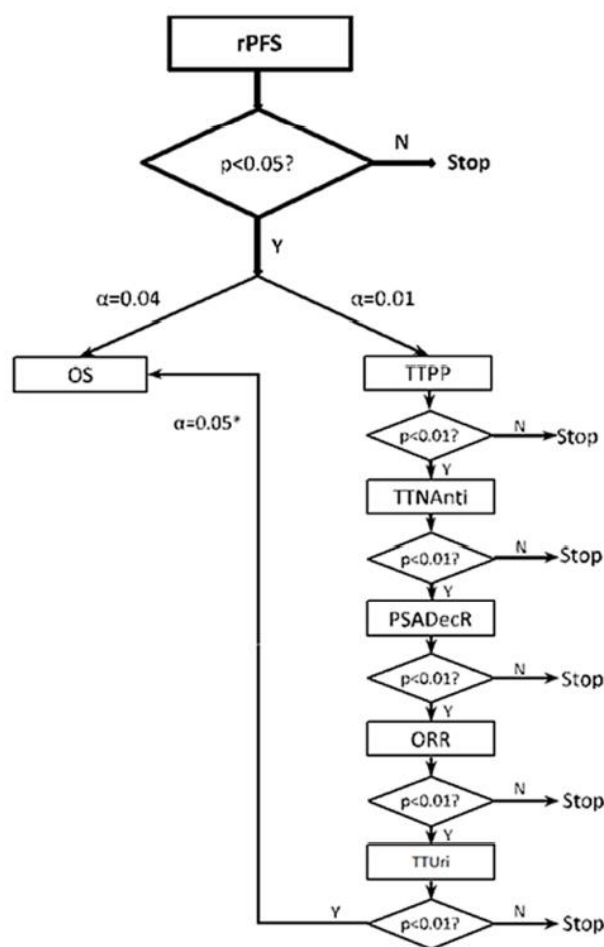 rPFS
p<0.05?
N
Stop
Y
α=0.04
α=0.01
OS
TTPP
α=0.05*
p<0.01?
N
Stop
Y
TTNAnti
p<0.01?
N
Stop
Y
PSADecR
p<0.01?
N
Stop
Y
ORR
p<0.01?
N
Stop
Y
TTUri
p<0.01?
N
Stop
Y